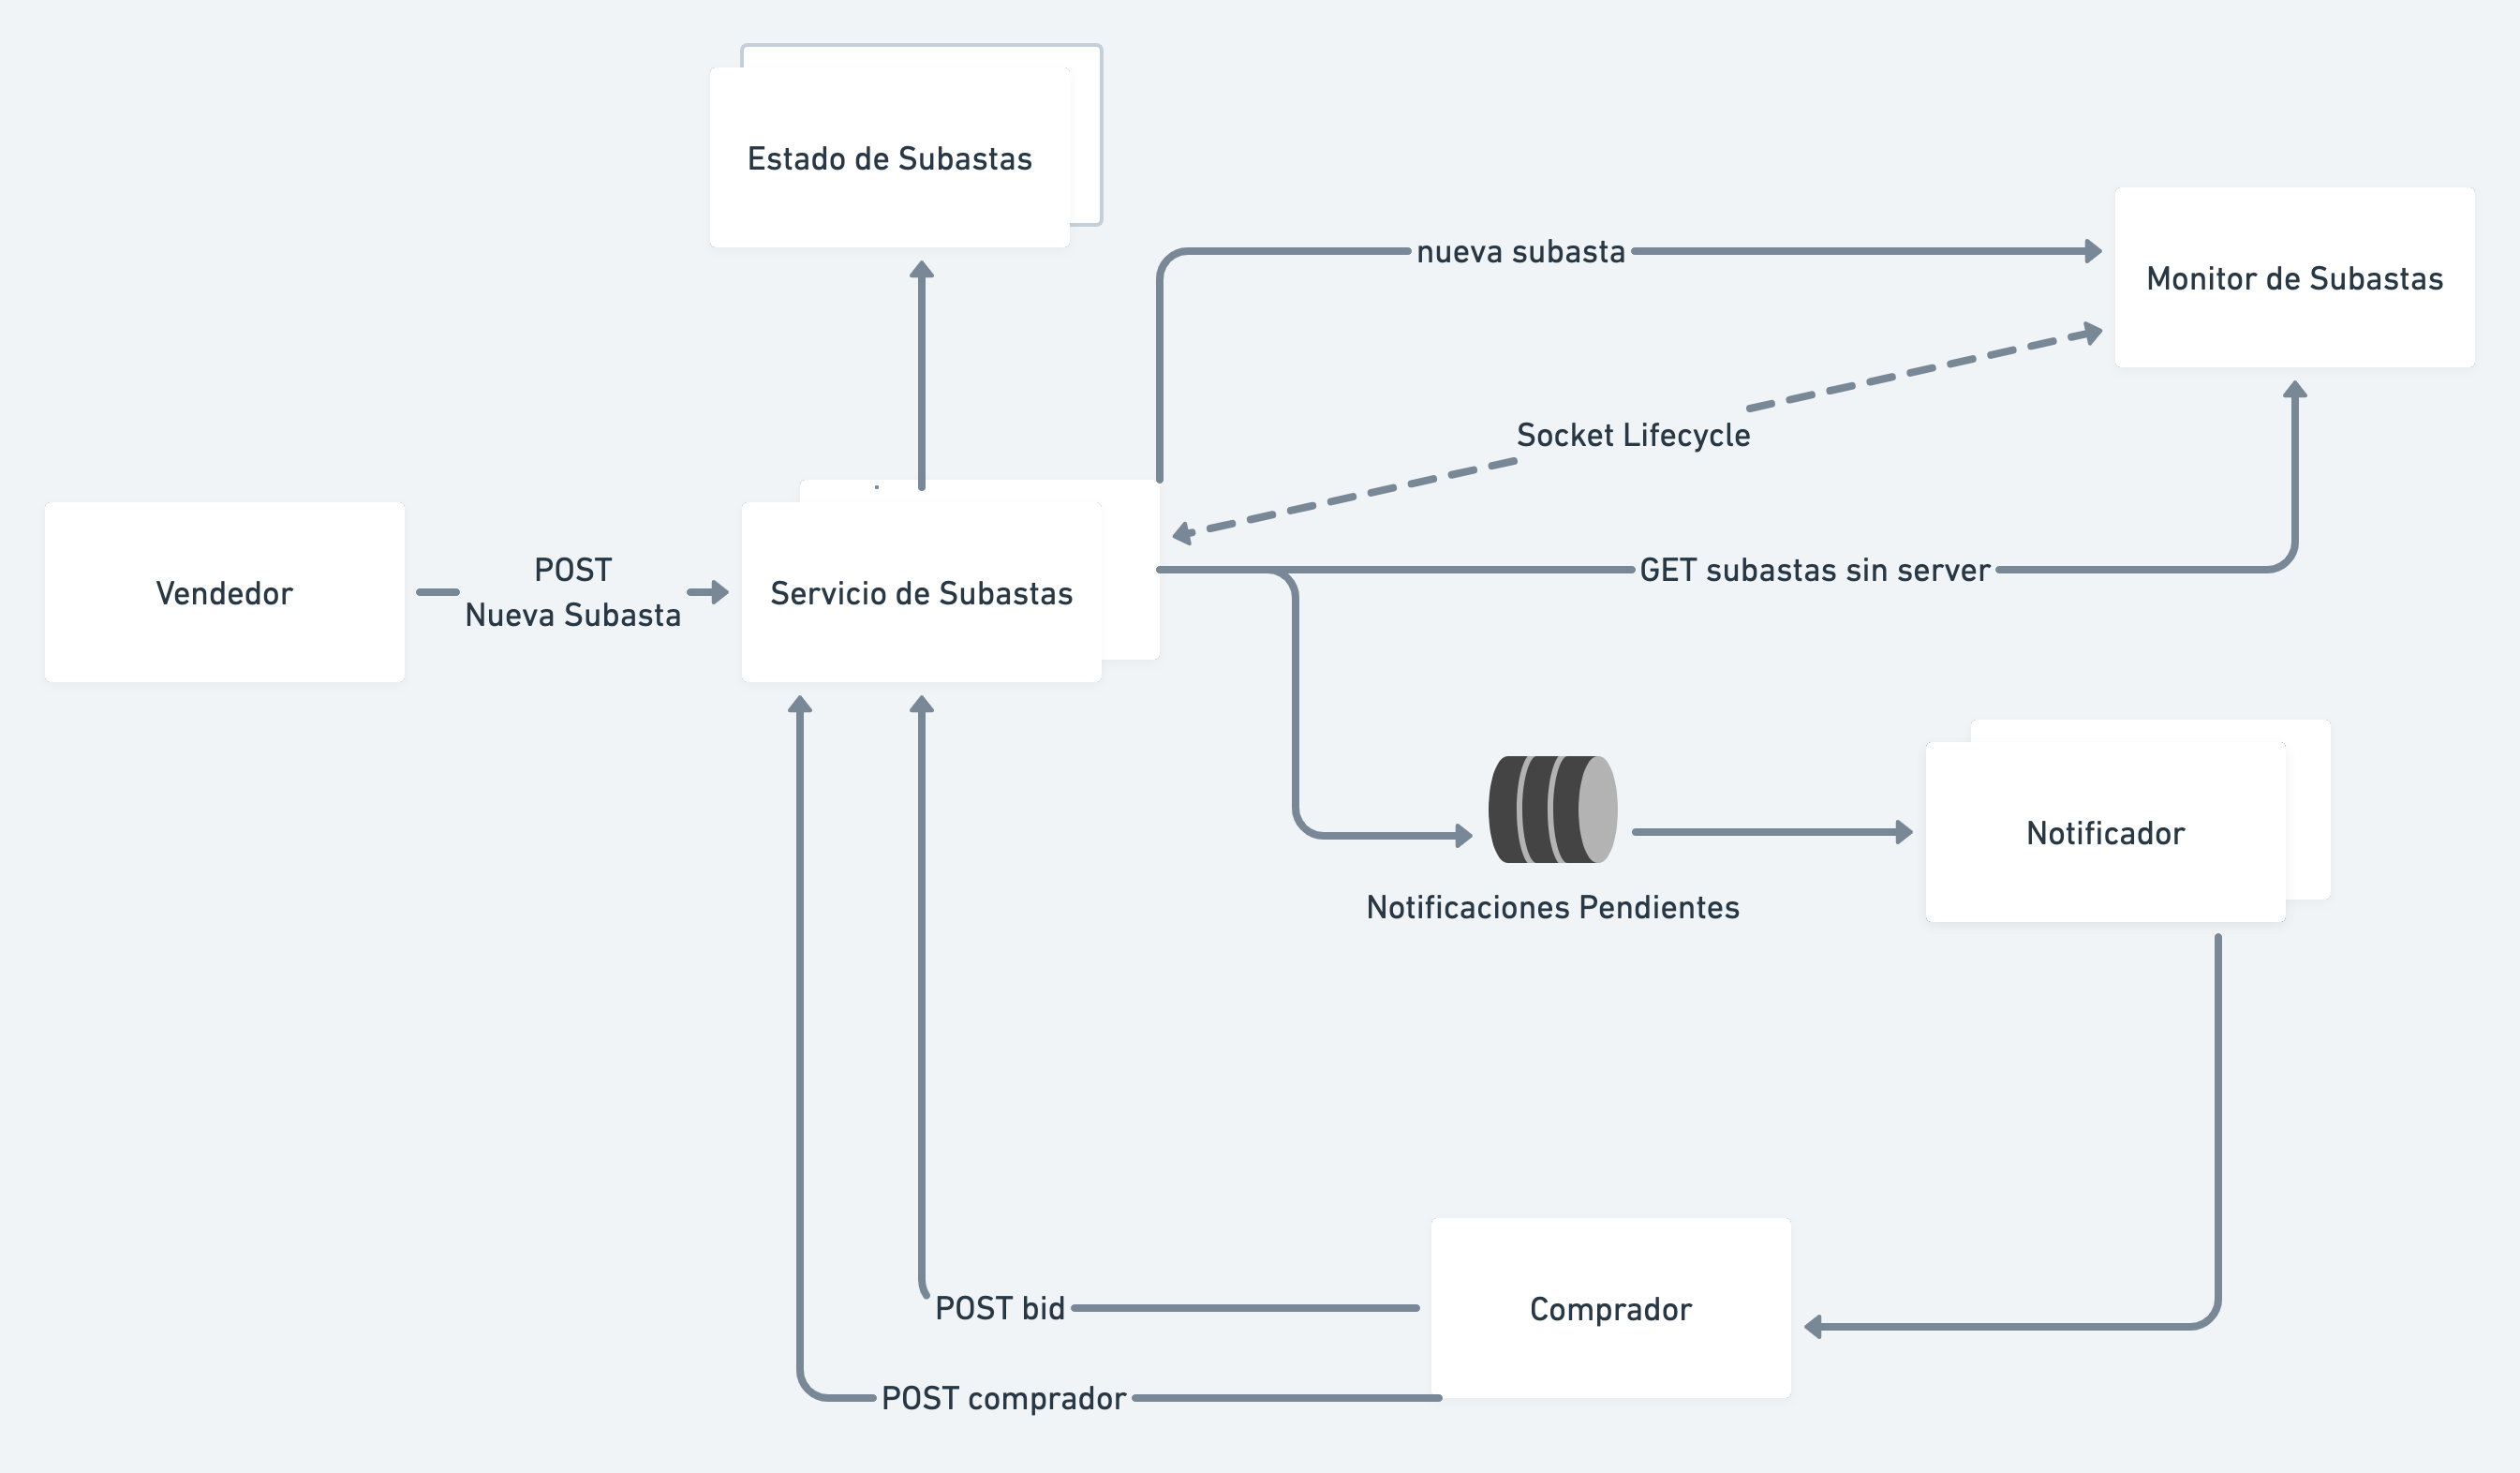 Estado de Subastas
nueva subasta
Monitor de Subastas
Socket Lifecycle
Vendedor
POST
Nueva Subasta
Servicio de Subastas
GET subastas sin server
Notificador
Notificaciones Pendientes
POST bid
Comprador
POST comprador